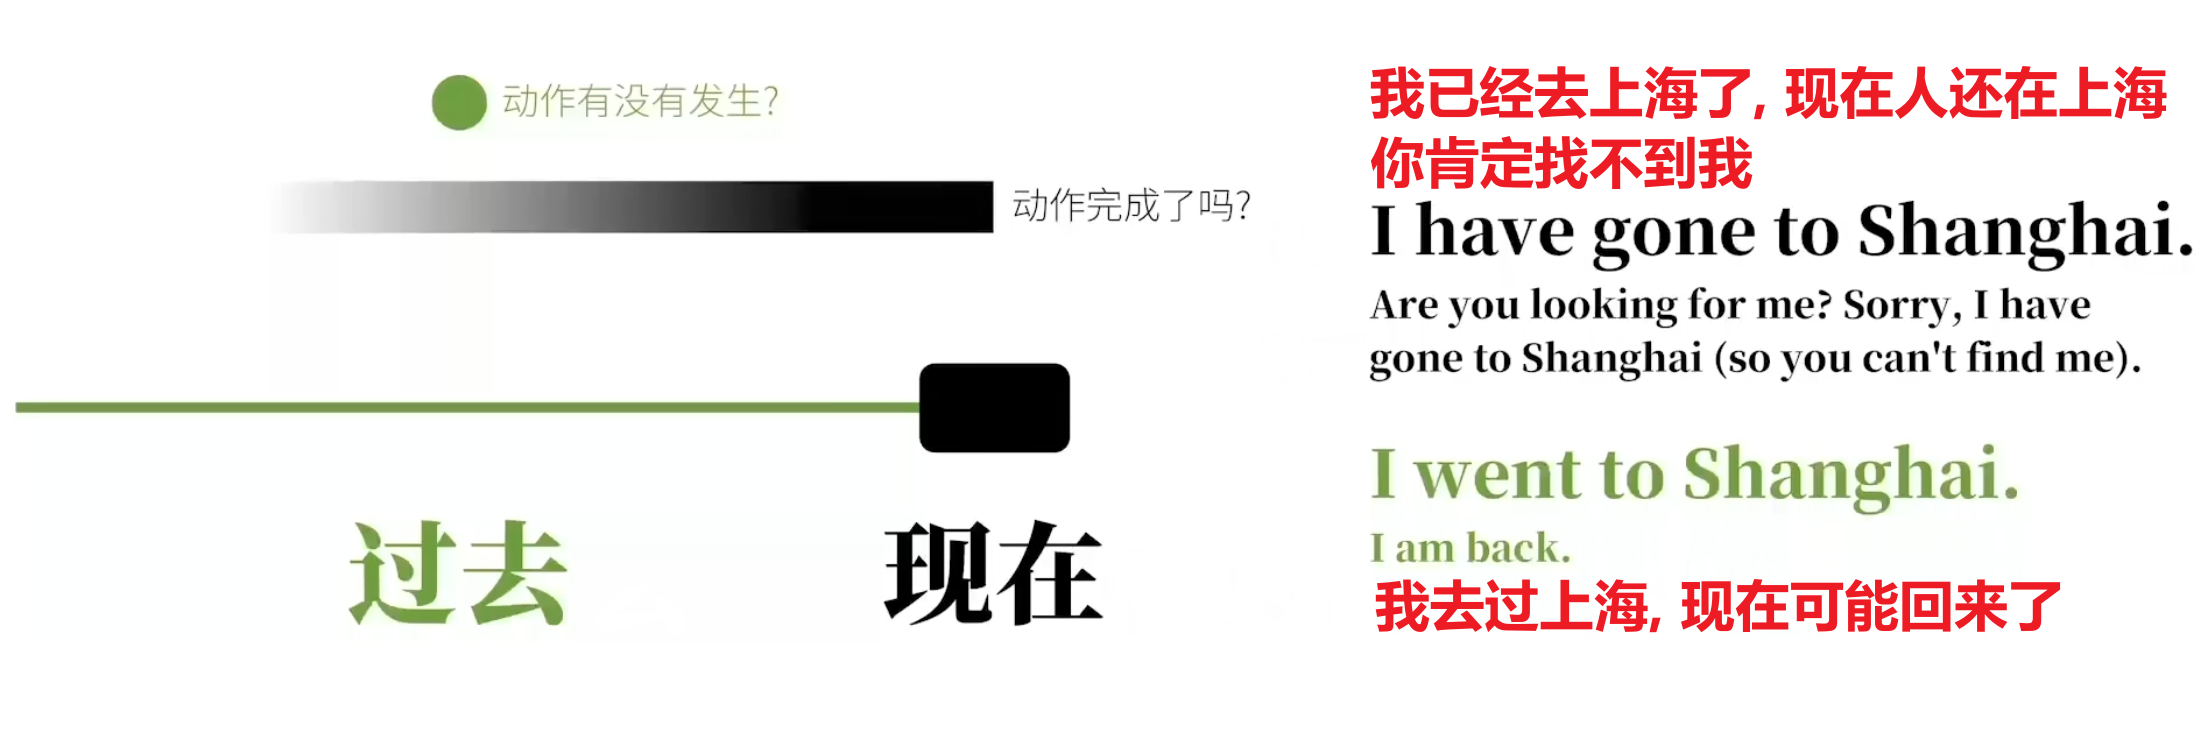 动作有没有发生?
动作完成了吗?
过去
现在
我已经去上海了, 现在人还在上海
你肯定找不到我
I have gone to Shanghai.
Are you looking for me? Sorry, I have
gone to Shanghai (so you can't find me).
I went to Shanghai.
I am back.
我去过上海, 现在可能回来了